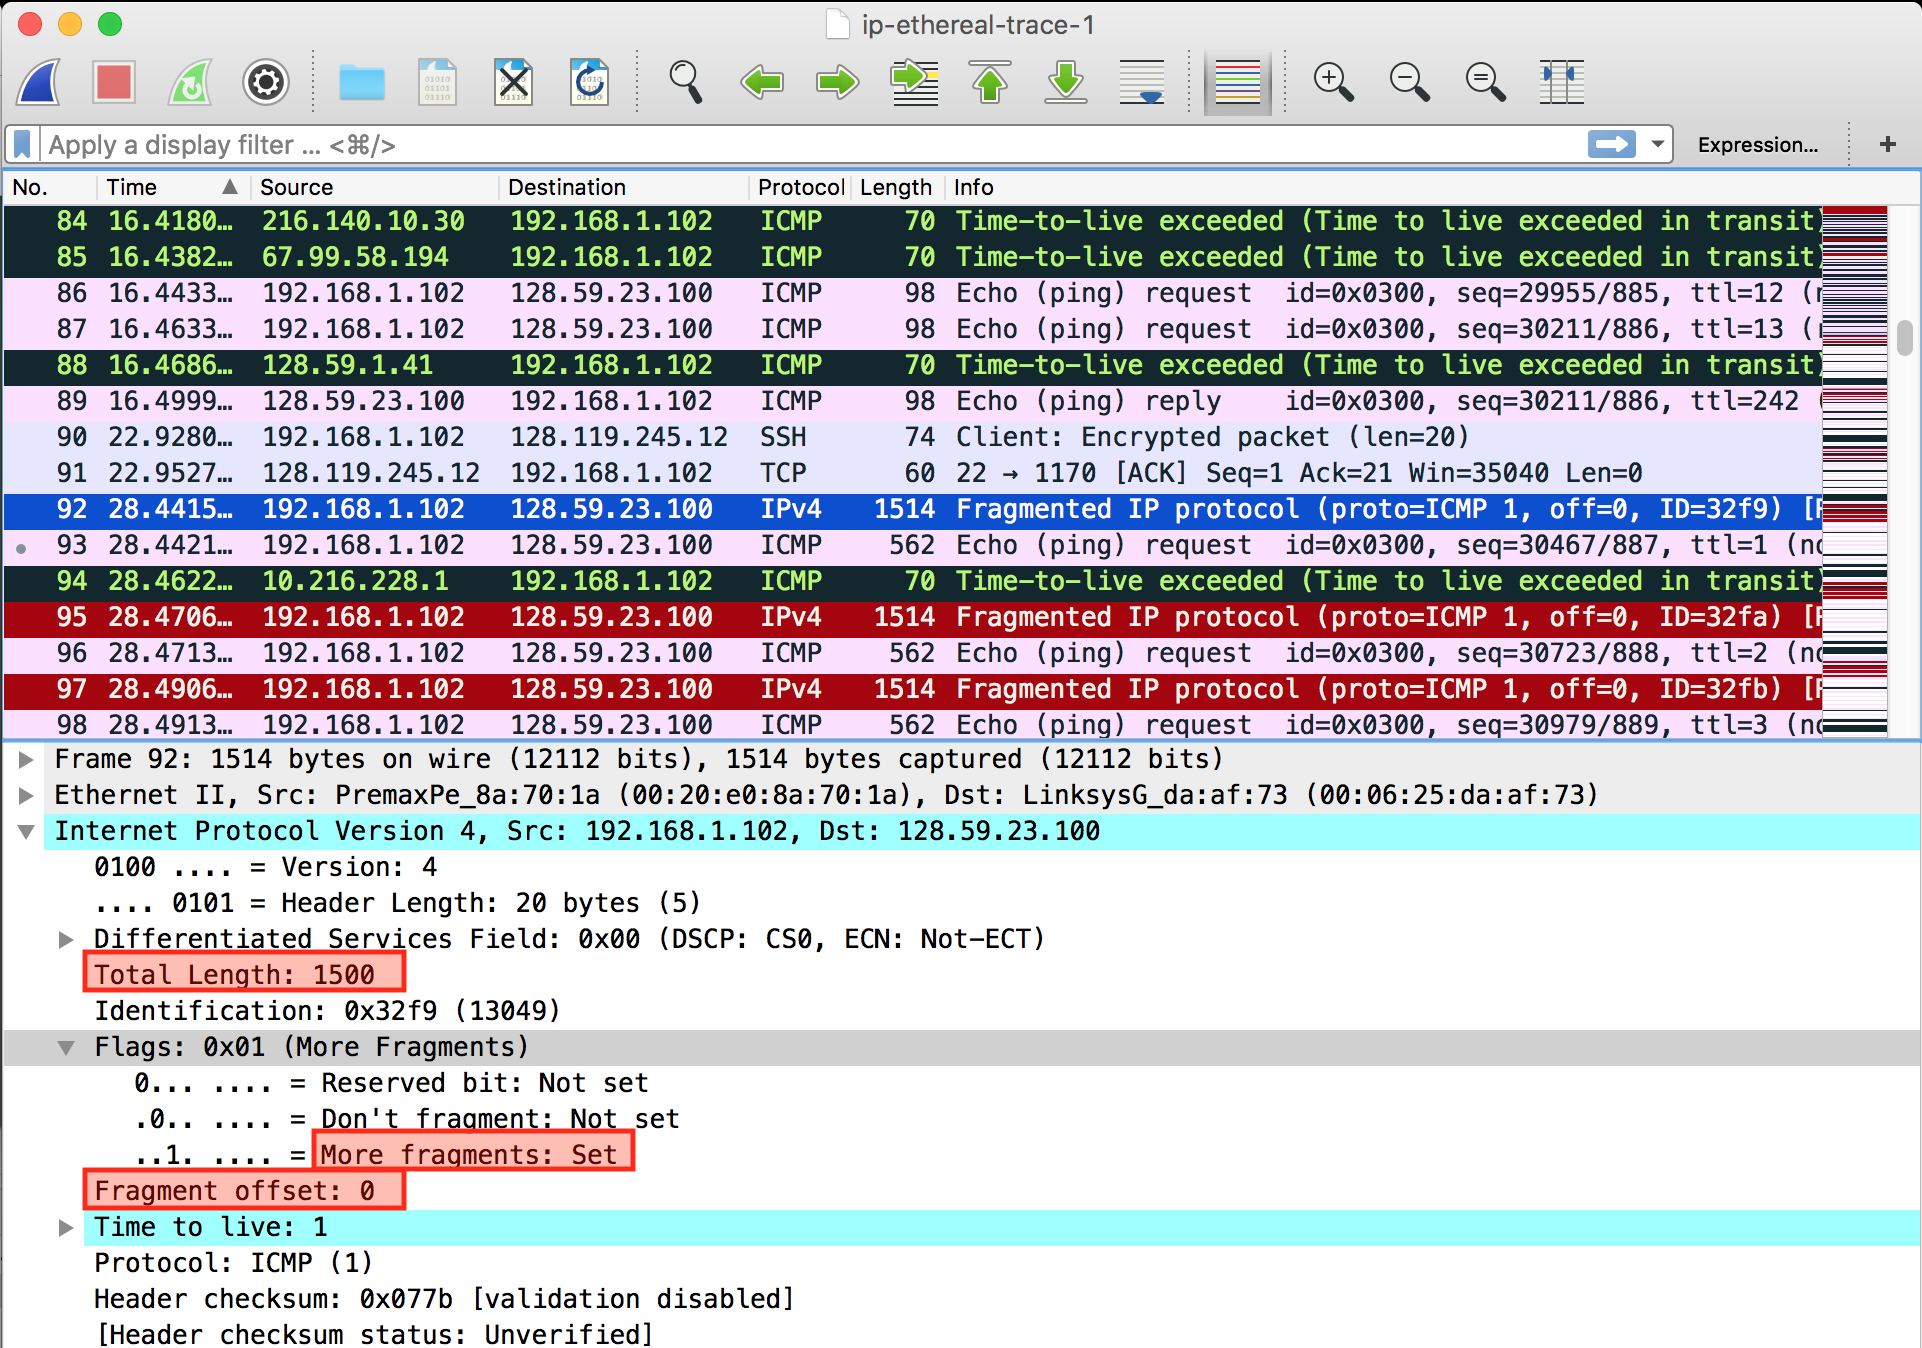 ip-ethereal-trace-1
Apply a display filter ... <⌘/>
Expression...
+
No. Time Source Destination Protocol Length Info
84 16.4180… 216.140.10.30 192.168.1.102 ICMP 70 Time-to-live exceeded (Time to live exceeded in transit)
85 16.4382… 67.99.58.194 192.168.1.102 ICMP 70 Time-to-live exceeded (Time to live exceeded in transit)
86 16.4433… 192.168.1.102 128.59.23.100 ICMP 98 Echo (ping) request id=0x0300, seq=29955/885, ttl=12 (
87 16.4633… 192.168.1.102 128.59.23.100 ICMP 98 Echo (ping) request id=0x0300, seq=30211/886, ttl=13 (
88 16.4686… 128.59.1.41 192.168.1.102 ICMP 70 Time-to-live exceeded (Time to live exceeded in transit)
89 16.4999… 128.59.23.100 192.168.1.102 ICMP 98 Echo (ping) reply id=0x0300, seq=30211/886, ttl=242 (
90 22.9280… 192.168.1.102 128.119.245.12 SSH 74 Client: Encrypted packet (len=20)
91 22.9527… 128.119.245.12 192.168.1.102 TCP 60 22 → 1170 [ACK] Seq=1 Ack=21 Win=35040 Len=0
92 28.4415… 192.168.1.102 128.59.23.100 IPv4 1514 Fragmented IP protocol (proto=ICMP 1, off=0, ID=32f9) [
93 28.4421… 192.168.1.102 128.59.23.100 ICMP 562 Echo (ping) request id=0x0300, seq=30467/887, ttl=1 (no
94 28.4622… 10.216.228.1 192.168.1.102 ICMP 70 Time-to-live exceeded (Time to live exceeded in transit)
95 28.4706… 192.168.1.102 128.59.23.100 IPv4 1514 Fragmented IP protocol (proto=ICMP 1, off=0, ID=32fa) [
96 28.4713… 192.168.1.102 128.59.23.100 ICMP 562 Echo (ping) request id=0x0300, seq=30723/888, ttl=2 (no
97 28.4906… 192.168.1.102 128.59.23.100 IPv4 1514 Fragmented IP protocol (proto=ICMP 1, off=0, ID=32fb) [
98 28.4913… 192.168.1.102 128.59.23.100 ICMP 562 Echo (ping) request id=0x0300, seq=30979/889, ttl=3 (no
Frame 92: 1514 bytes on wire (12112 bits), 1514 bytes captured (12112 bits)
Ethernet II, Src: PremaxPe_8a:70:1a (00:20:e0:8a:70:1a), Dst: LinksysG_da:af:73 (00:06:25:da:af:73)
Internet Protocol Version 4, Src: 192.168.1.102, Dst: 128.59.23.100
0100 .... = Version: 4
.... 0101 = Header Length: 20 bytes (5)
Differentiated Services Field: 0x00 (DSCP: CS0, ECN: Not-ECT)
Total Length: 1500
Identification: 0x32f9 (13049)
Flags: 0x01 (More Fragments)
0... .... = Reserved bit: Not set
.0.. .... = Don't fragment: Not set
..1. .... = More fragments: Set
Fragment offset: 0
Time to live: 1
Protocol: ICMP (1)
Header checksum: 0x077b [validation disabled]
[Header checksum status: Unverified]